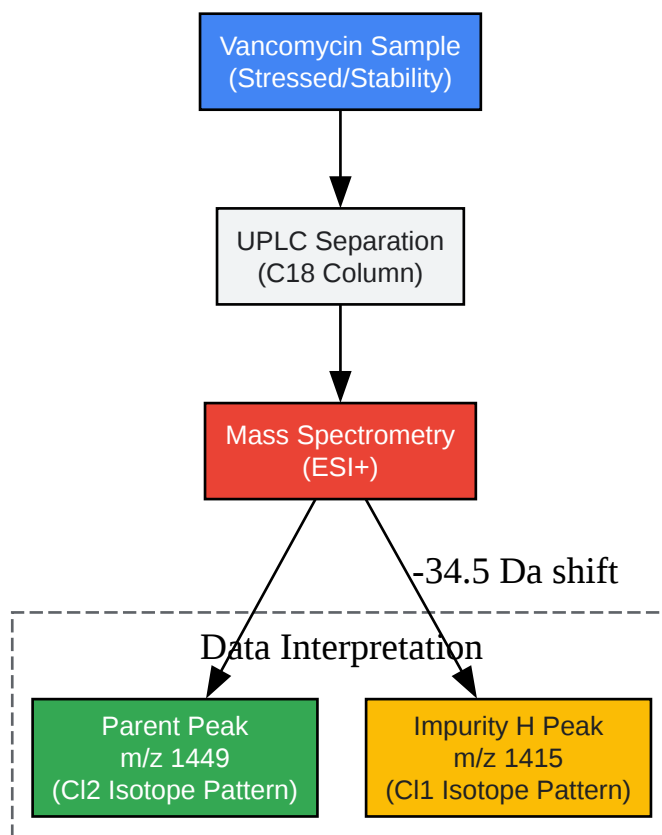 Vancomycin Sample
(Stressed/Stability)
UPLC Separation
(C18 Column)
Mass Spectrometry
(ESI+)
-34.5 Da shift
Data Interpretation
Parent Peak
m/z 1449
(Cl2 Isotope Pattern)
Impurity H Peak
m/z 1415
(Cl1 Isotope Pattern)